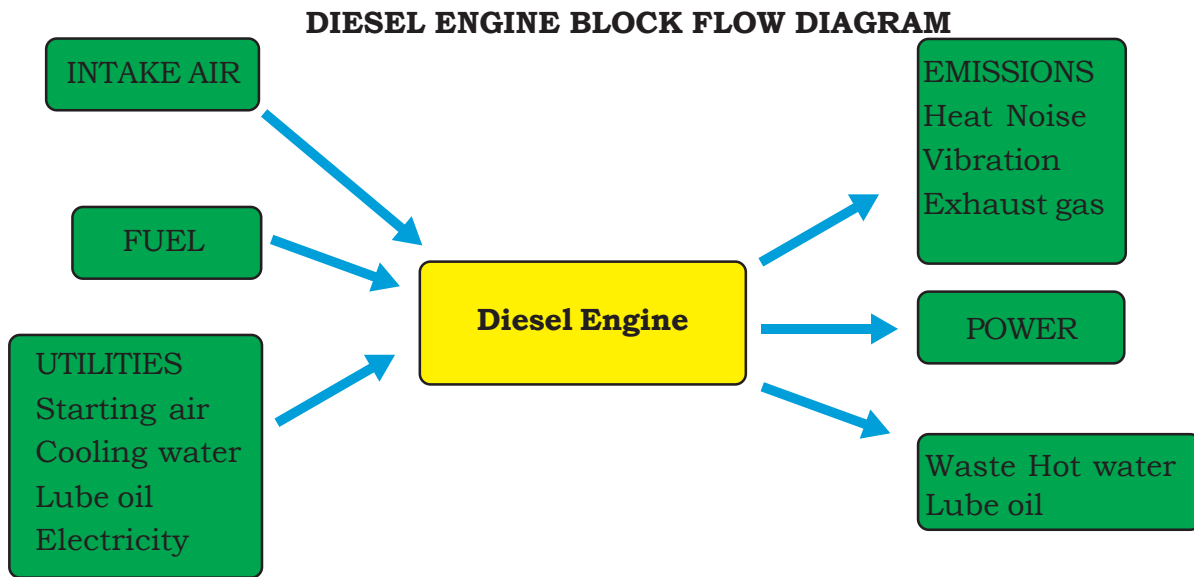 DIESEL ENGINE BLOCK FLOW DIAGRAM
INTAKE AIR
FUEL
UTILITIES
Starting air
Cooling water
Lube oil
Electricity
Diesel Engine
EMISSIONS
Heat Noise
Vibration
Exhaust gas
POWER
Waste Hot water
Lube oil